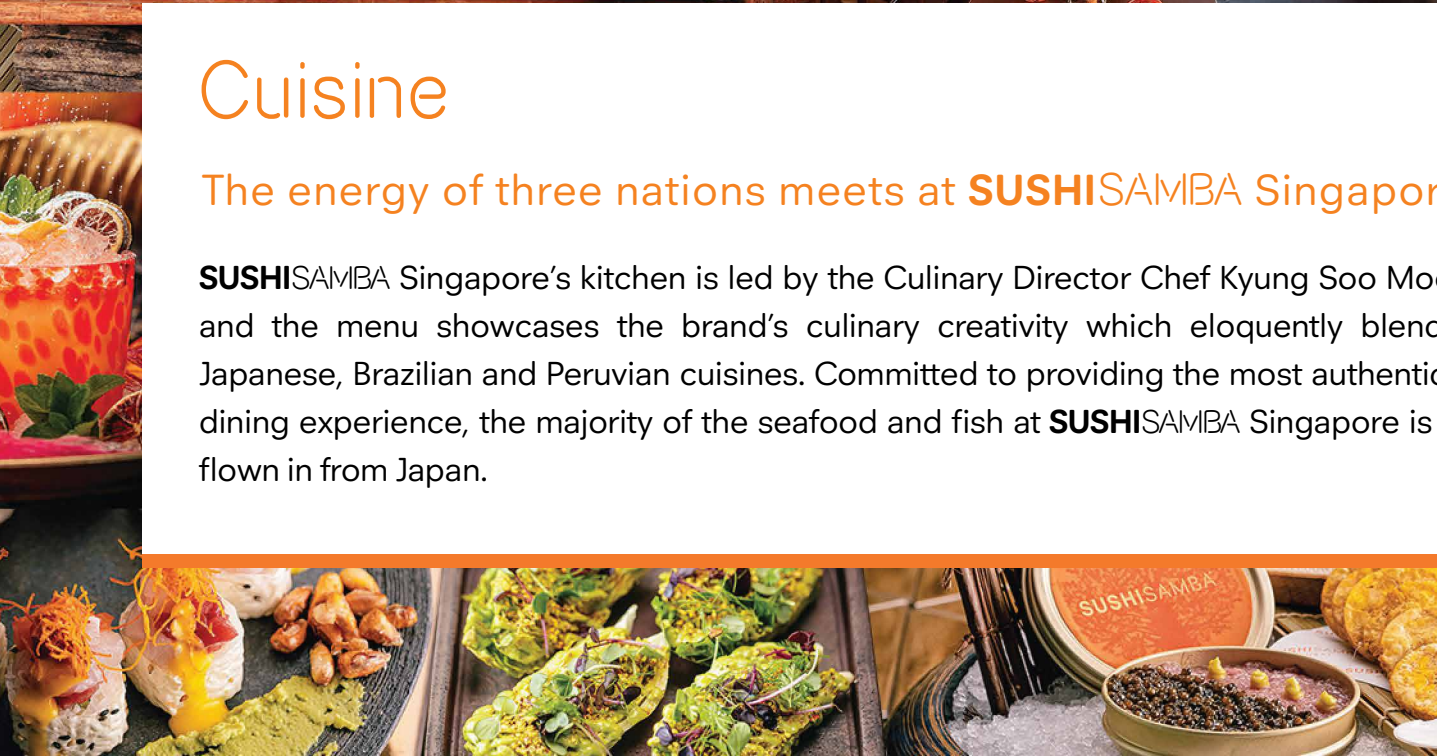 Cuisine
The energy of three nations meets at SUSHISAMBA Singapor
SUSHISAMBA Singapore’s kitchen is led by the Culinary Director Chef Kyung Soo Moo
and the menu showcases the brand’s culinary creativity which eloquently blend
Japanese, Brazilian and Peruvian cuisines. Committed to providing the most authentic
dining experience, the majority of the seafood and fish at SUSHISAMBA Singapore is
flown in from Japan.
SUSHISAMBA